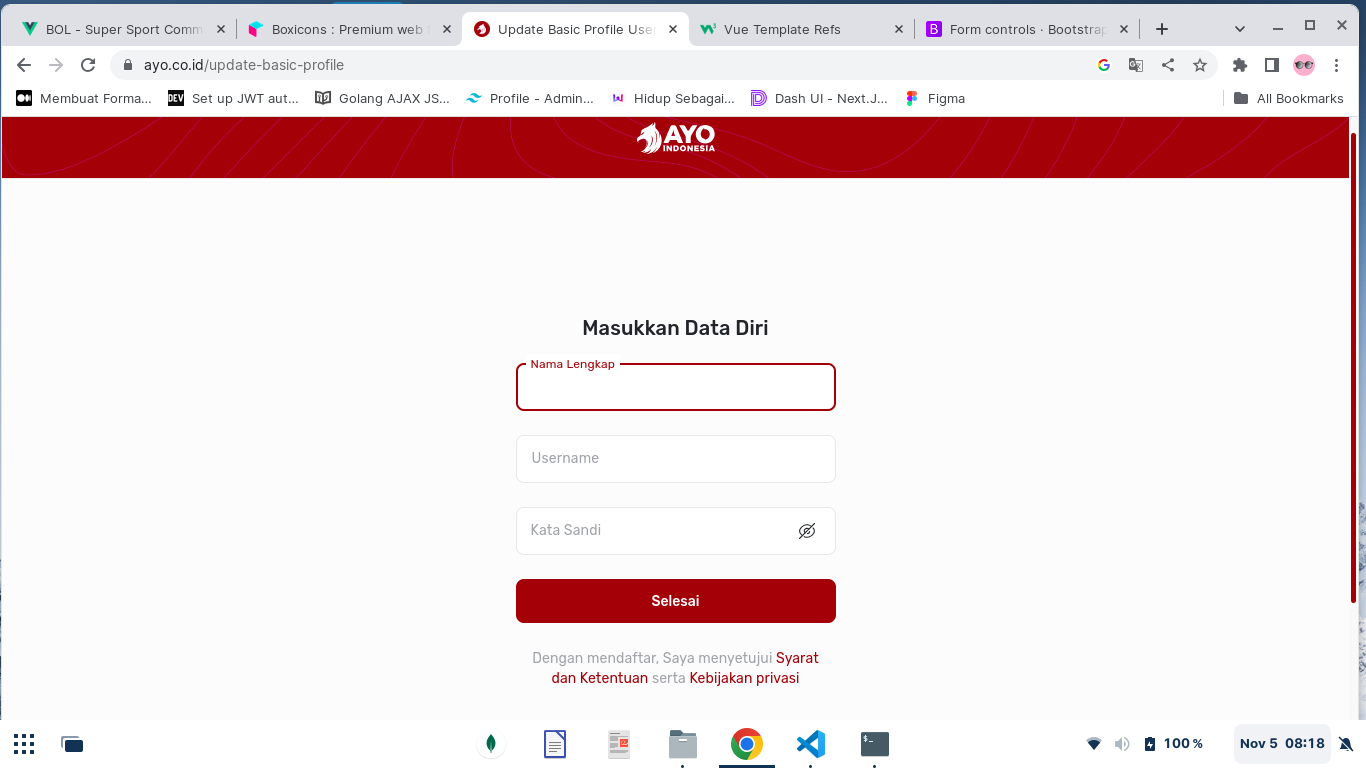 BOL - Super Sport Comm
Boxicons : Premium web f
Update Basic Profile User
Vue Template Refs
Form controls · Bootstrap
ayo.co.id/update-basic-profile
Membuat Forma...
DEV
Set up JWT aut...
Golang AJAX JS...
Profile - Admin...
Hidup Sebagai...
Dash UI - Next.J...
Figma
All Bookmarks
AYO
INDONESIA
Masukkan Data Diri
Nama Lengkap
Username
Kata Sandi
Selesai
Dengan mendaftar, Saya menyetujui Syarat
dan Ketentuan serta Kebijakan privasi
100 %
Nov 5 08:18